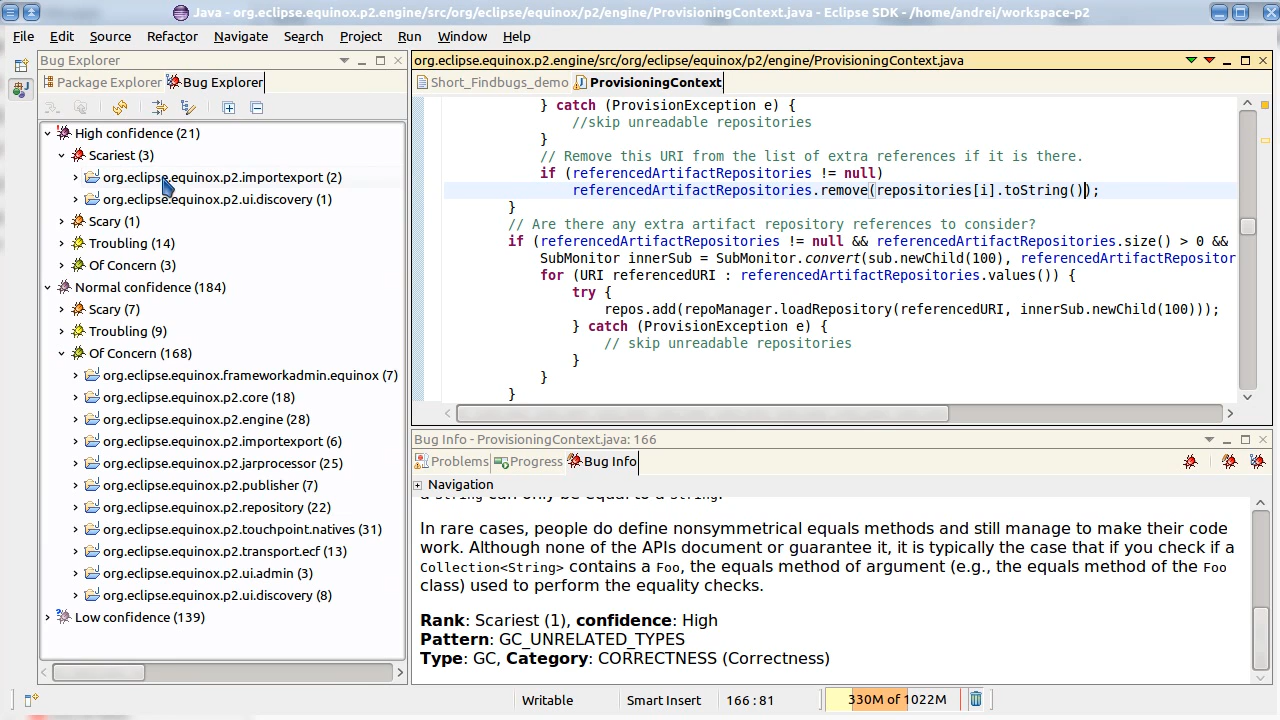 Java - org.eclipse.equinox.p2.engine/src/org/eclipse/equinox/p2/engine/ProvisioningContext.java - Eclipse SDK - /home/andrei/workspace-p2
File Edit Source Refactor Navigate Search Project Run Window Help
Bug Explorer
Package Explorer Bug Explorer
High confidence (21)
Scariest (3)
org.eclipse.equinox.p2.importexport (2)
org.eclipse.equinox.p2.ui.discovery (1)
Scary (1)
Troubling (14)
Of Concern (3)
Normal confidence (184)
Scary (7)
Troubling (9)
Of Concern (168)
org.eclipse.equinox.frameworkadmin.equinox (7)
org.eclipse.equinox.p2.core (18)
org.eclipse.equinox.p2.engine (28)
org.eclipse.equinox.p2.importexport (6)
org.eclipse.equinox.p2.jarprocessor (25)
org.eclipse.equinox.p2.publisher (7)
org.eclipse.equinox.p2.repository (22)
org.eclipse.equinox.p2.touchpoint.natives (31)
org.eclipse.equinox.p2.transport.ecf (13)
org.eclipse.equinox.p2.ui.admin (3)
org.eclipse.equinox.p2.ui.discovery (8)
Low confidence (139)
org.eclipse.equinox.p2.engine/src/org/eclipse/equinox/p2/engine/ProvisioningContext.java
Short_Findbugs_demo ProvisioningContext
} catch (ProvisionException e) {
//skip unreadable repositories
}
// Remove this URI from the list of extra references if it is there.
if (referencedArtifactRepositories != null)
referencedArtifactRepositories.remove(repositories[i].toString());
}
// Are there any extra artifact repository references to consider?
if (referencedArtifactRepositories != null && referencedArtifactRepositories.size() > 0 &&
SubMonitor innerSub = SubMonitor.convert(sub.newChild(100), referencedArtifactRepositor
for (URI referencedURI : referencedArtifactRepositories.values()) {
try {
repos.add(repoManager.loadRepository(referencedURI, innerSub.newChild(100)));
} catch (ProvisionException e) {
// skip unreadable repositories
}
}
}
Bug Info - ProvisioningContext.java: 166
Problems Progress Bug Info
Navigation
a String can only be equal to a String.
In rare cases, people do define nonsymmetrical equals methods and still manage to make their code
work. Although none of the APIs document or guarantee it, it is typically the case that if you check if a
Collection<String> contains a Foo, the equals method of argument (e.g., the equals method of the Foo
class) used to perform the equality checks.
Rank: Scariest (1), confidence: High
Pattern: GC_UNRELATED_TYPES
Type: GC, Category: CORRECTNESS (Correctness)
Writable Smart Insert 166 : 81 330M of 1022M